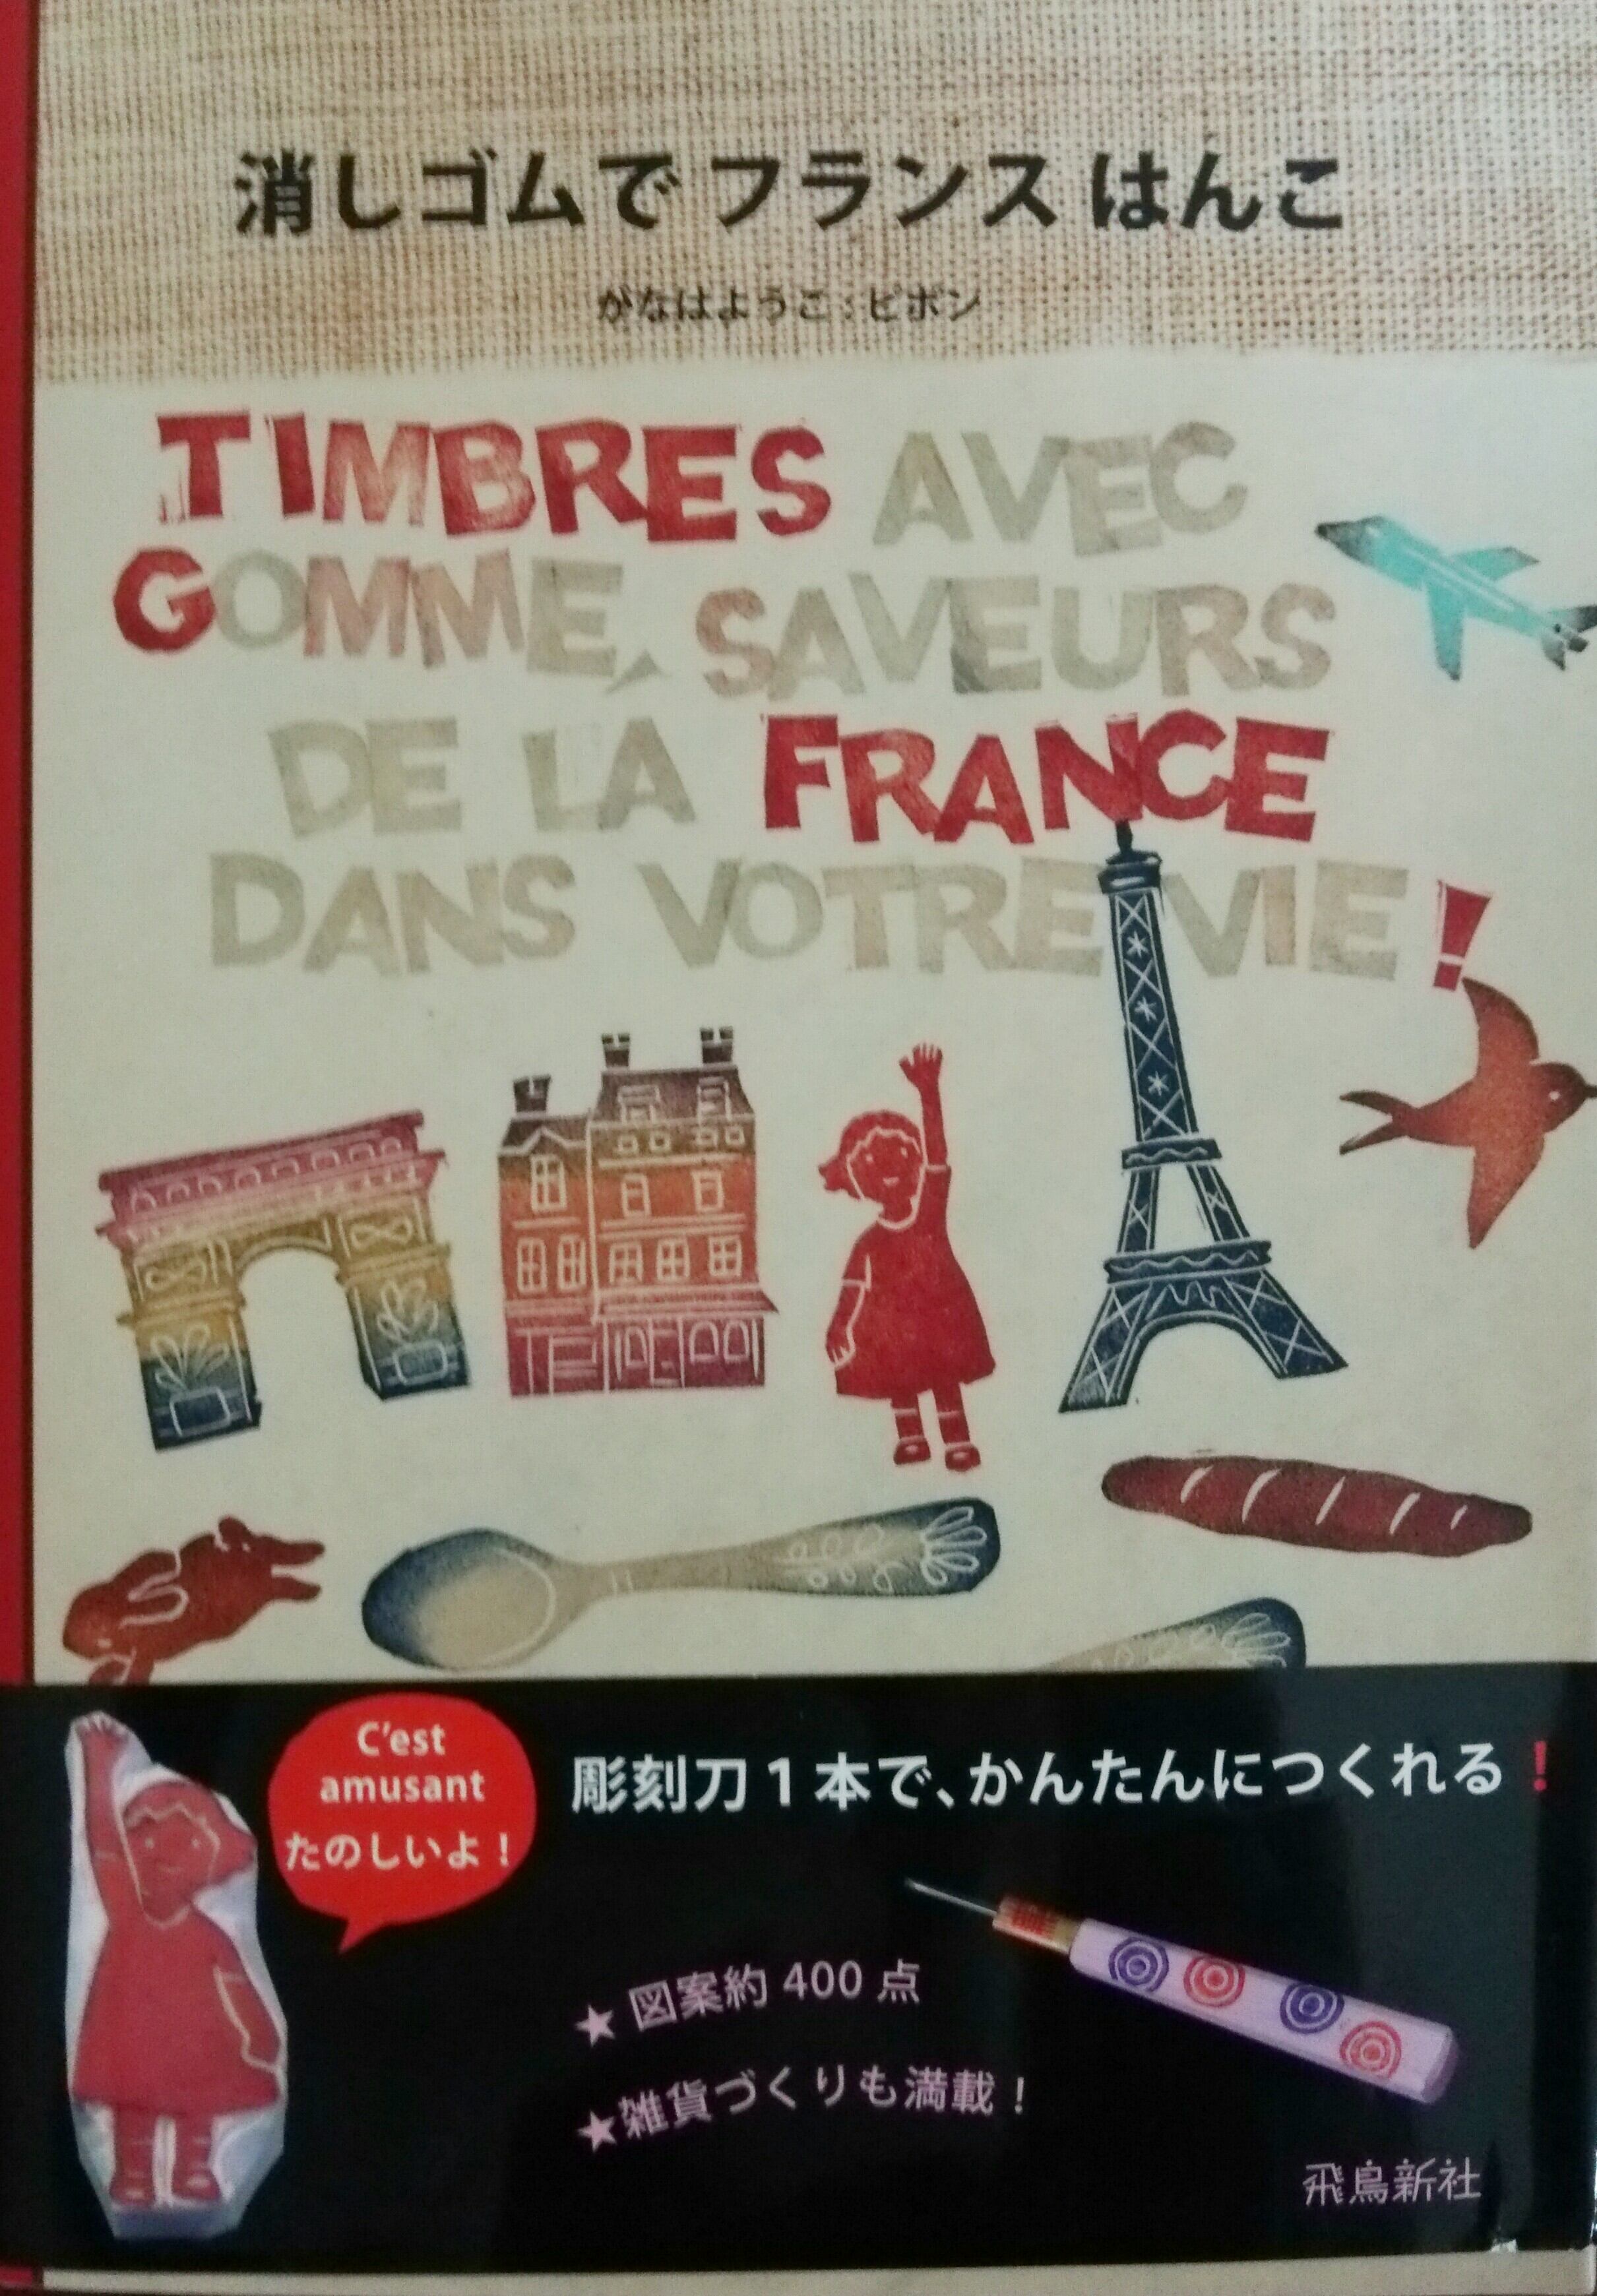 消しゴムで フランス はんこ
がなはようこ：ピポン
TIMBRES AVEC
GOMME, SAVEURS
DE LA FRANCE
DANS VOTRE VIE!
C'est
amusant
たのしいよ！
彫刻刀1本で、かんたんにつくれる！
★図案約400点
★雑貨づくりも満載！
飛鳥新社